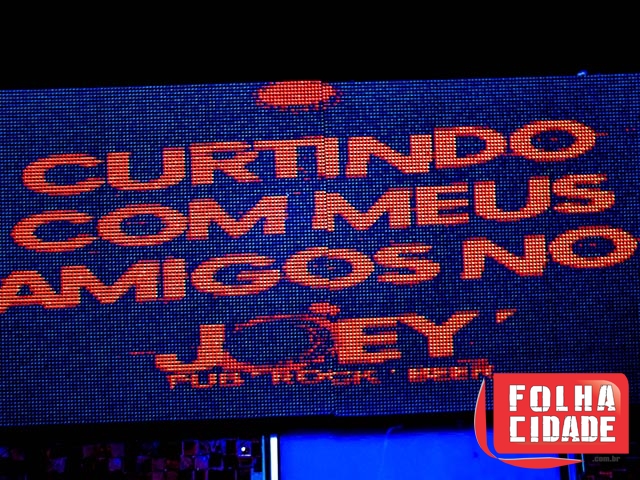 CURTINDO
COM MEUS
AMIGOS NO
JOEY'
PUB ROCK BEER
FOLHA
CIDADE
.com.br